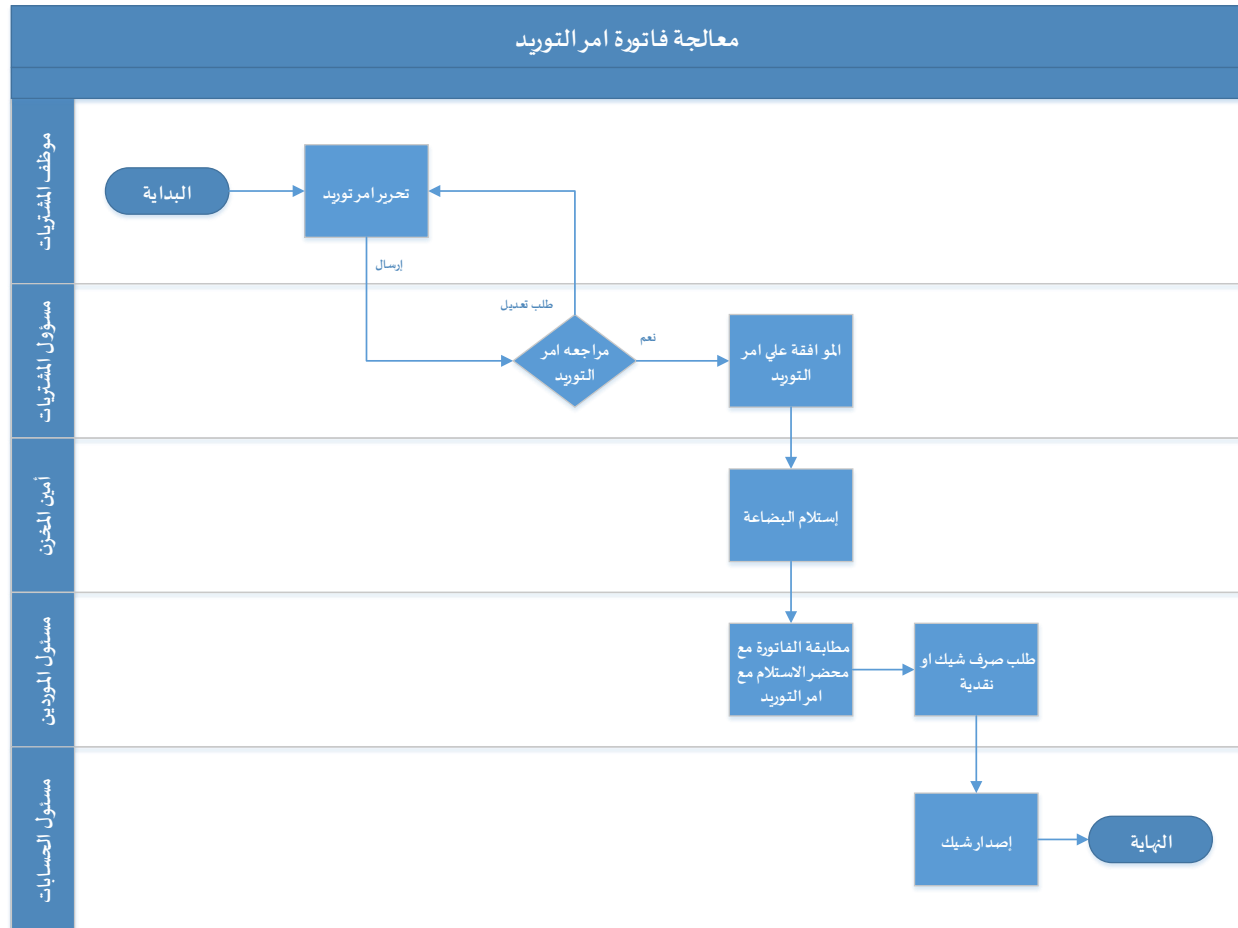 معالجة فاتورة امر التوريد
موظف المشتريات
البداية
تحرير امر توريد
إرسال
طلب تعديل
مسؤول المشتريات
مراجعه امر
التوريد
نعم
الموافقة علي امر
التوريد
أمين المخزن
إستلام البضاعة
مسئول الموردين
مطابقة الفاتورة مع
محضر الاستلام مع
امر التوريد
طلب صرف شيك او
نقدية
مسئول الحسابات
إصدار شيك
النهاية